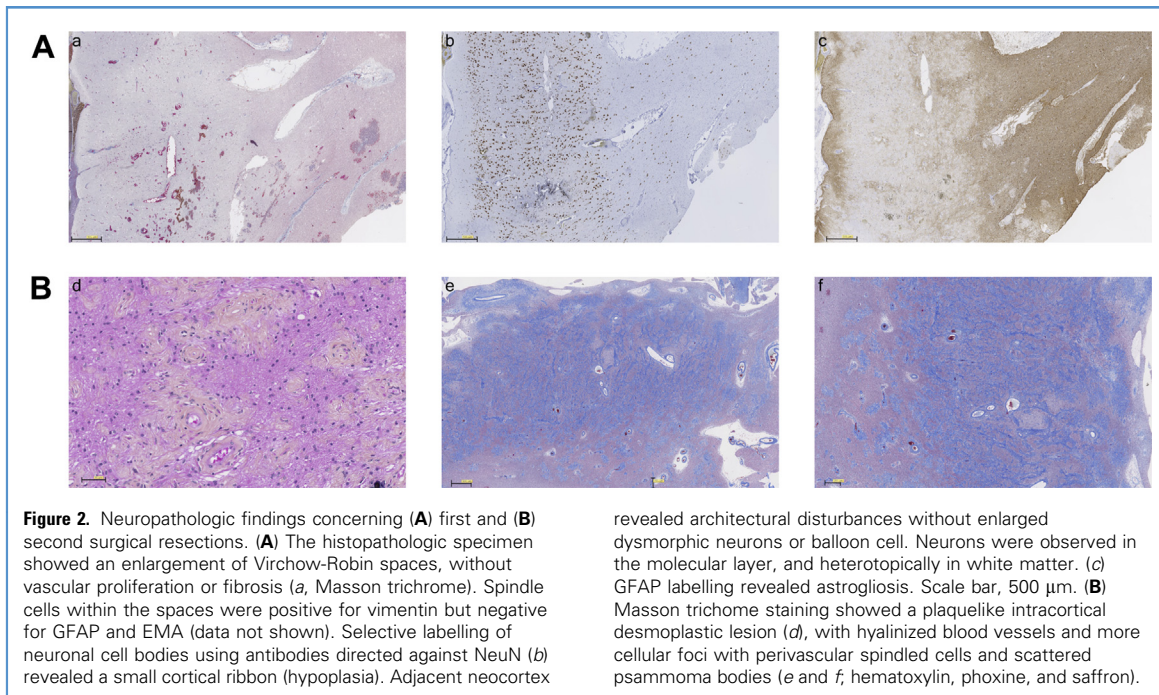 A
a
b
c
B
d
e
f
Figure 2. Neuropathologic findings concerning (A) first and (B)
second surgical resections. (A) The histopathologic specimen
showed an enlargement of Virchow-Robin spaces, without
vascular proliferation or fibrosis (a, Masson trichrome). Spindle
cells within the spaces were positive for vimentin but negative
for GFAP and EMA (data not shown). Selective labelling of
neuronal cell bodies using antibodies directed against NeuN (b)
revealed a small cortical ribbon (hypoplasia). Adjacent neocortex
revealed architectural disturbances without enlarged
dysmorphic neurons or balloon cell. Neurons were observed in
the molecular layer, and heterotopically in white matter. (c)
GFAP labelling revealed astrogliosis. Scale bar, 500 μm. (B)
Masson trichome staining showed a plaquelike intracortical
desmoplastic lesion (d), with hyalinized blood vessels and more
cellular foci with perivascular spindled cells and scattered
psammoma bodies (e and f; hematoxylin, phoxine, and saffron).